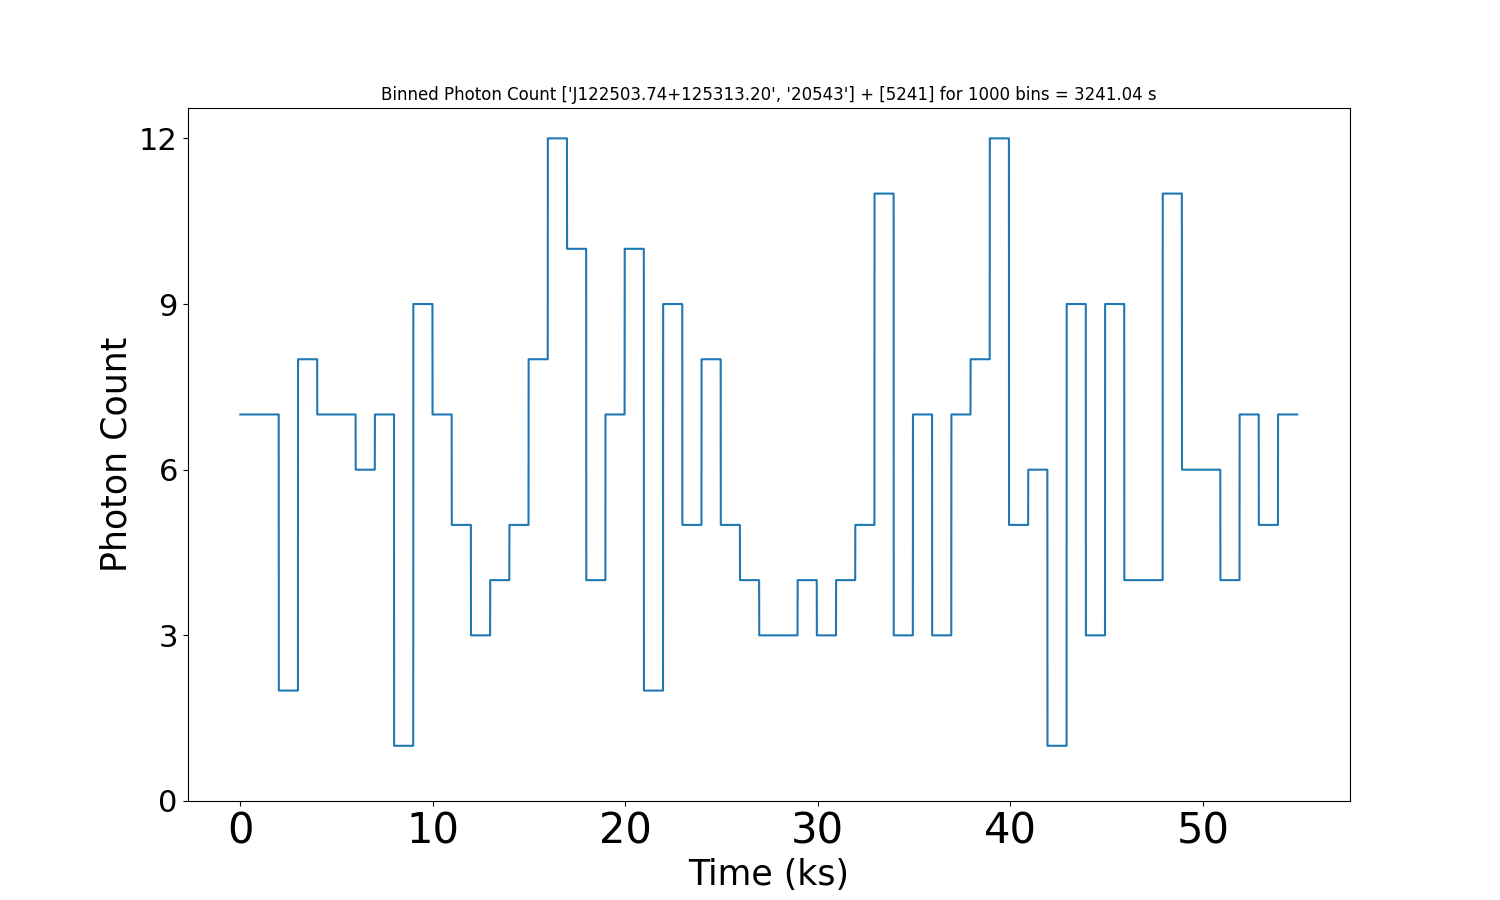 Binned Photon Count ['J122503.74+125313.20', '20543'] + [5241] for 1000 bins = 3241.04 s
12
9
6
3
0
Photon Count
0 10 20 30 40 50
Time (ks)